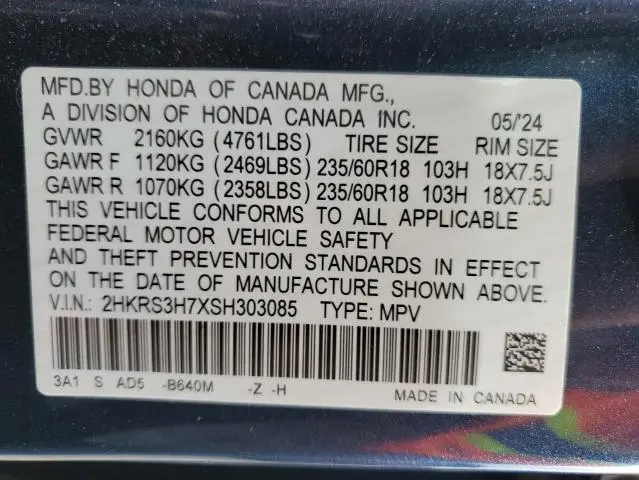 MFD.BY HONDA OF CANADA MFG.,
A DIVISION OF HONDA CANADA INC. 05/'24
GVWR 2160KG (4761LBS) TIRE SIZE RIM SIZE
GAWR F 1120KG (2469LBS) 235/60R18 103H 18X7.5J
GAWR R 1070KG (2358LBS) 235/60R18 103H 18X7.5J
THIS VEHICLE CONFORMS TO ALL APPLICABLE
FEDERAL MOTOR VEHICLE SAFETY
AND THEFT PREVENTION STANDARDS IN EFFECT
ON THE DATE OF MANUFACTURE SHOWN ABOVE.
V.I.N.: 2HKRS3H7XSH303085 TYPE: MPV
3A1 S AD5 -B640M -Z -H
MADE IN CANADA